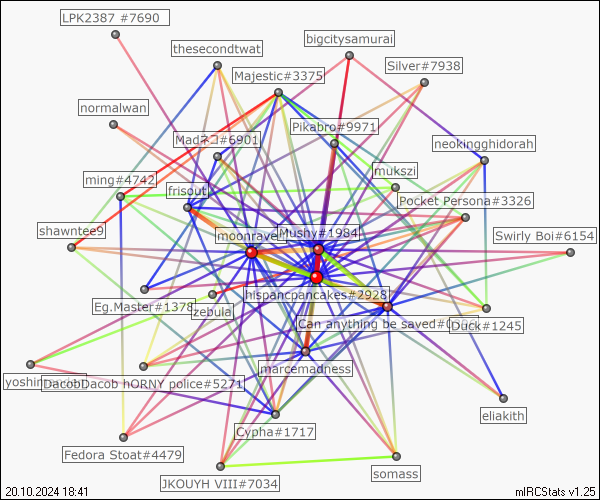 LPK2387 #7690
bigcitysamurai
thesecondtwat
Silver#7938
Majestic#3375
normalwan
Pikabro#9971
Madネコ#6901
neokingghidorah
mukszi
ming#4742
frisout
Pocket Persona#3326
shawntee9
moonrave
Mushy#1984
Swirly Boi#6154
hispancpancakes#2928
Eg.Master#1379
zebula
Can anything be saved#0
Duck#1245
marcemadness
yoshin
DacobDacob hORNY police#5271
eliakith
Cypha#1717
Fedora Stoat#4479
somass
JKOUYH VIII#7034
20.10.2024 18:41
mIRCStats v1.25